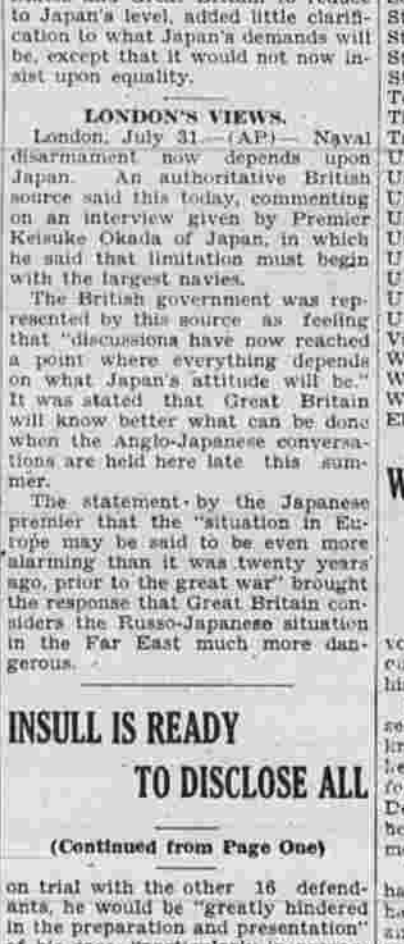 to Japan's level, added little clarifi-
cation to what Japan's demands will
be, except that it would not now in-
sist upon equality.
LONDON'S VIEWS.
London, July 31.—(AP)— Naval
disarmament now depends upon
Japan. An authoritative British
source said this today, commenting
on an interview given by Premier
Keisuke Okada of Japan, in which
he said that limitation must begin
with the largest navies.
The British government was rep-
resented by this source as feeling
that "discussions have now reached
a point where everything depends
on what Japan's attitude will be."
It was stated that Great Britain
will know better what can be done
when the Anglo-Japanese conversa-
tions are held here late this sum-
mer.
The statement by the Japanese
premier that the "situation in Eu-
rope may be said to be even more
alarming than it was twenty years
ago, prior to the great war" brought
the response that Great Britain con-
siders the Russo-Japanese situation
in the Far East much more dan-
gerous.
INSULL IS READY
TO DISCLOSE ALL
(Continued from Page One)
on trial with the other 16 defend-
ants, he would be "greatly hindered
in the preparation and presentation"